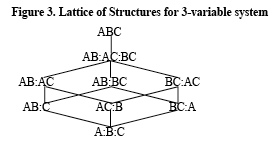 Figure 3. Lattice of Structures for 3-variable system
ABC
AB:AC:BC
AB:AC AB:BC BC:AC
AB:C AC:B BC:A
A:B:C